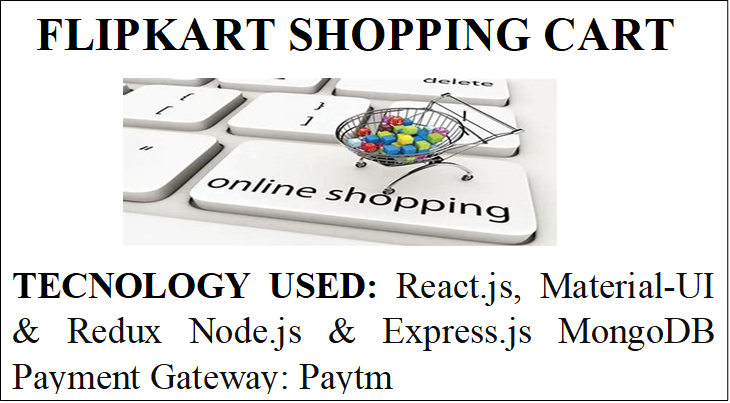 FLIPKART SHOPPING CART
delete
{
[
}
]
"
online shopping
TECNOLOGY USED: React.js, Material-UI
& Redux Node.js & Express.js MongoDB
Payment Gateway: Paytm